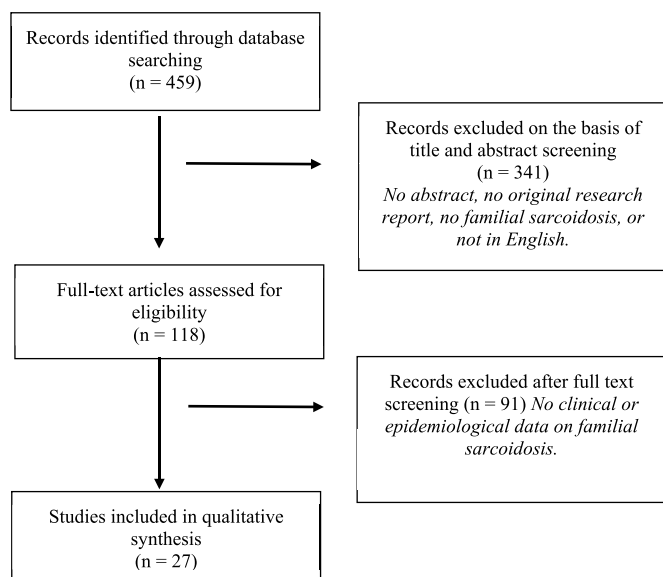 Records identified through database
searching
(n = 459)
Records excluded on the basis of
title and abstract screening
(n = 341)
No abstract, no original research
report, no familial sarcoidosis, or
not in English.
Full-text articles assessed for
eligibility
(n = 118)
Records excluded after full text
screening (n = 91) No clinical or
epidemiological data on familial
sarcoidosis.
Studies included in qualitative
synthesis
(n = 27)